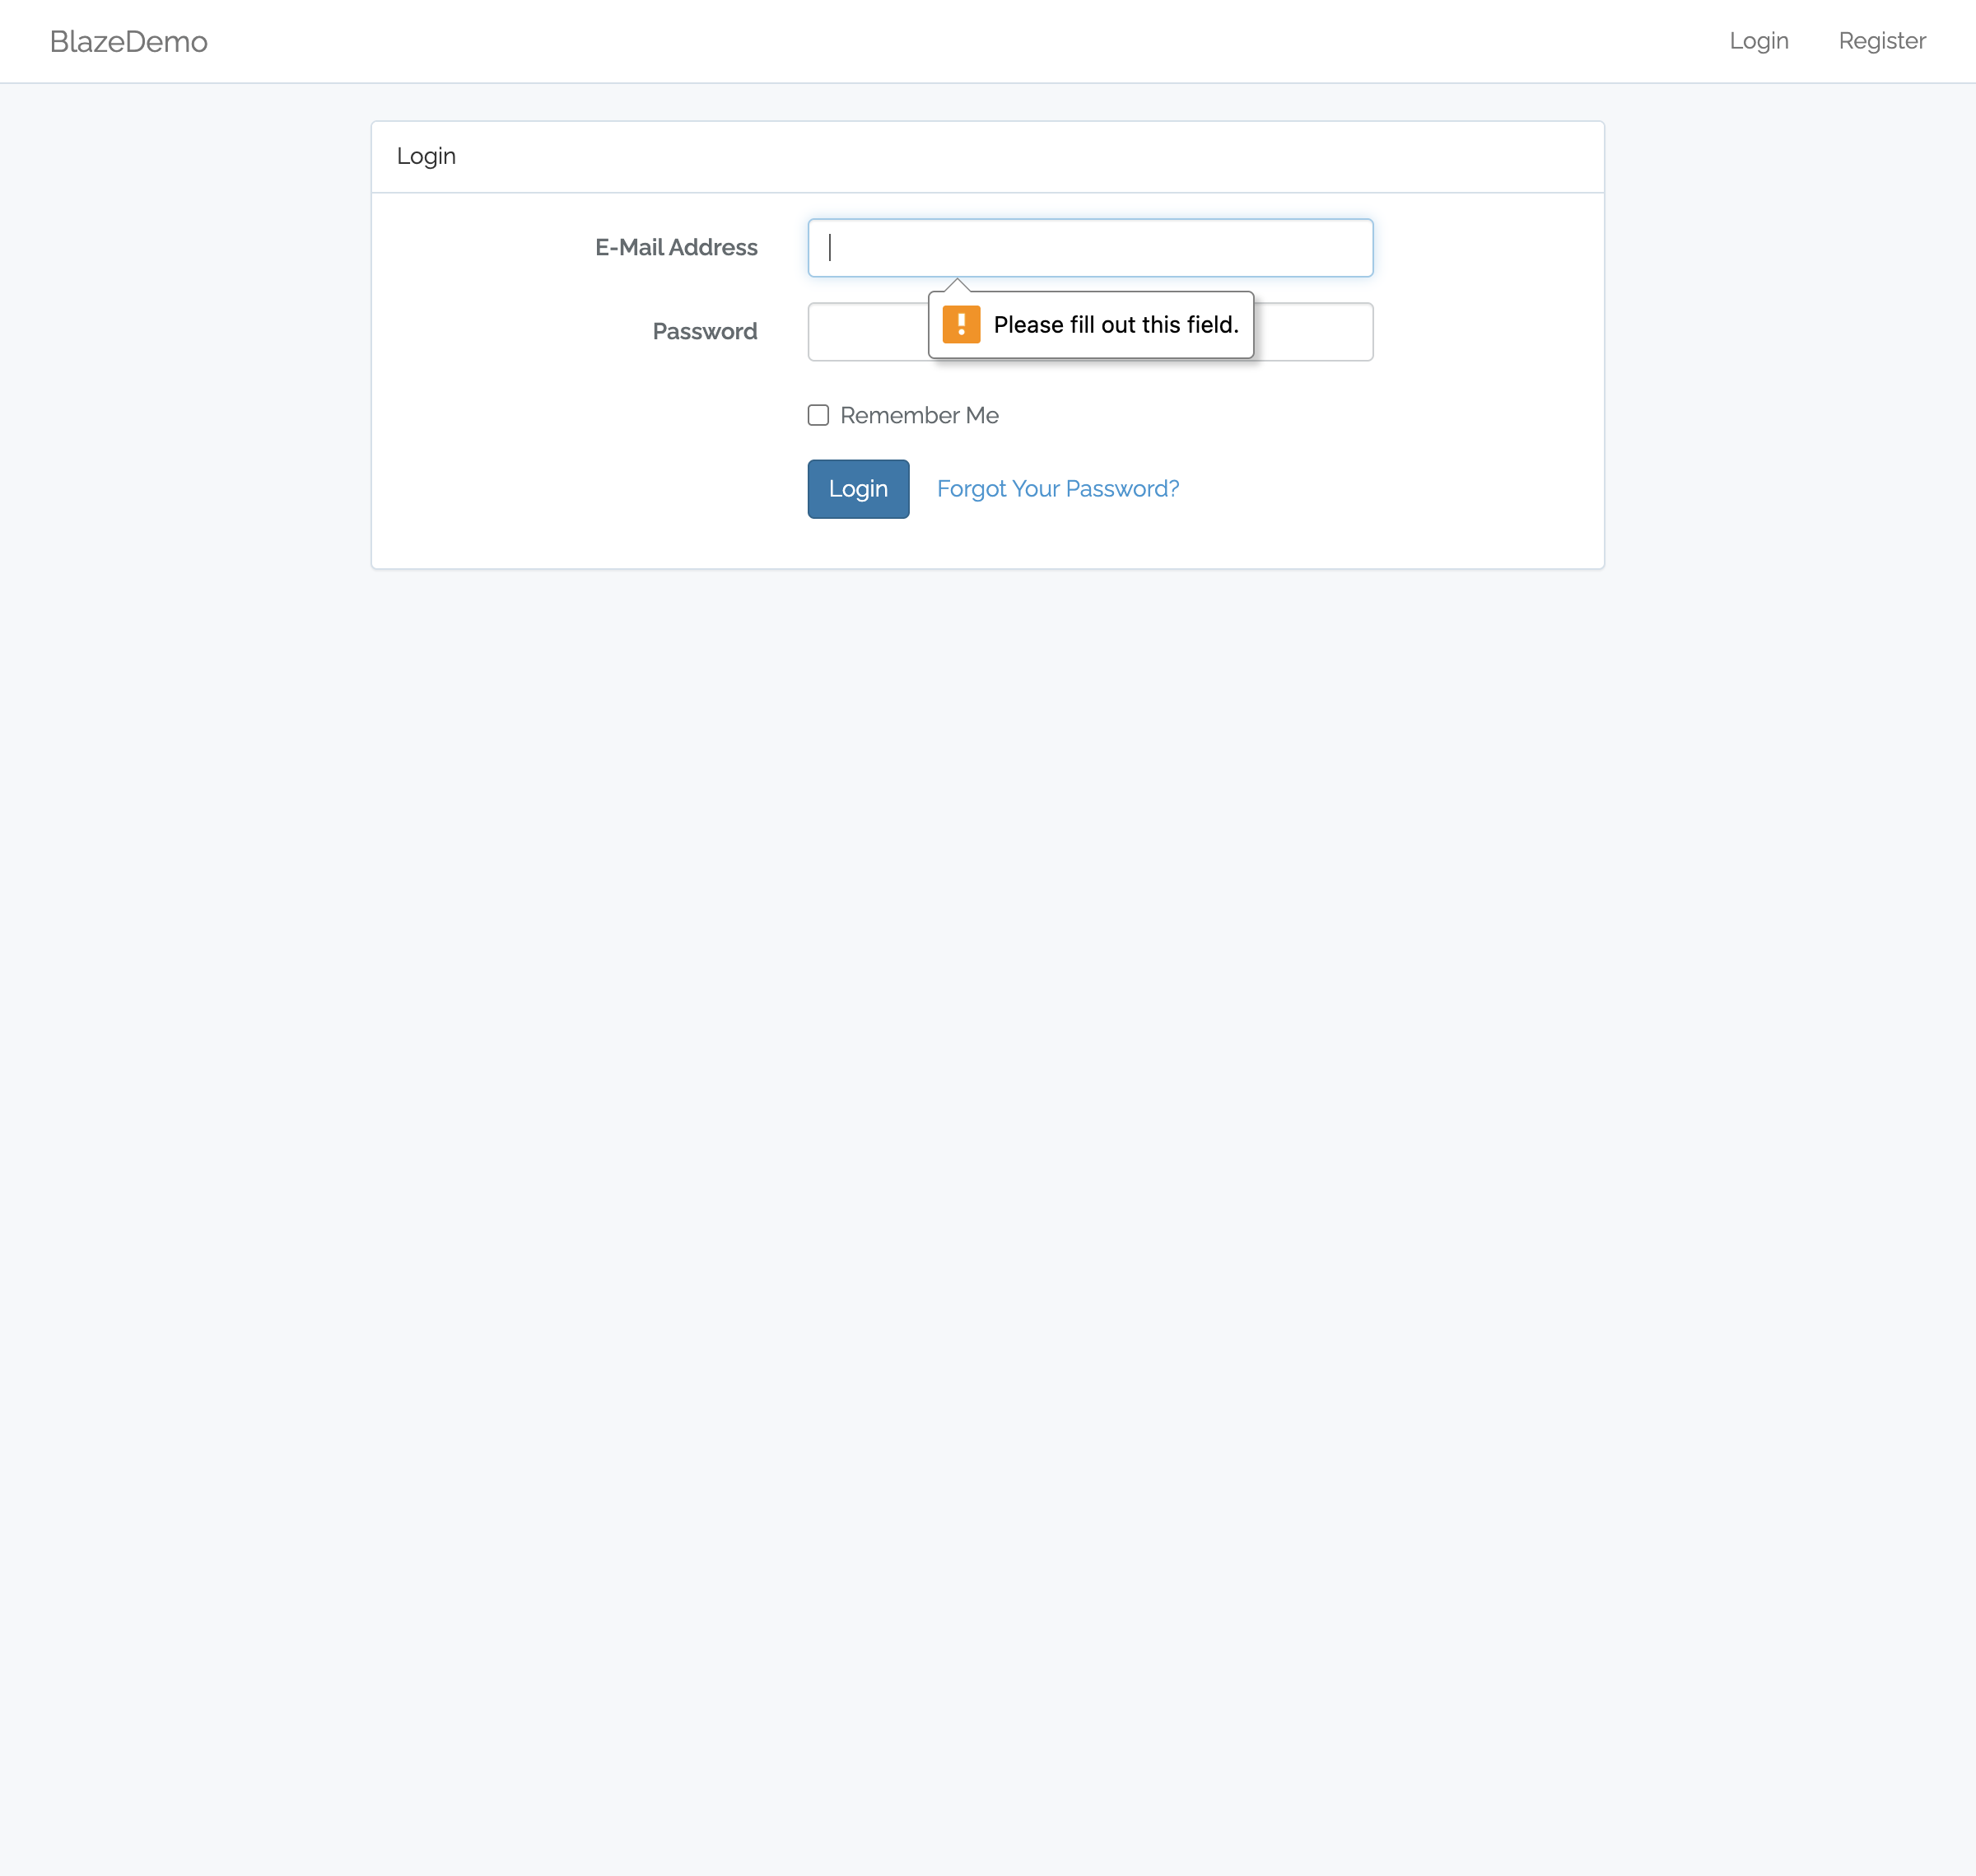 BlazeDemo
Login
Register
Login
E-Mail Address
Please fill out this field.
Password
Remember Me
Login
Forgot Your Password?